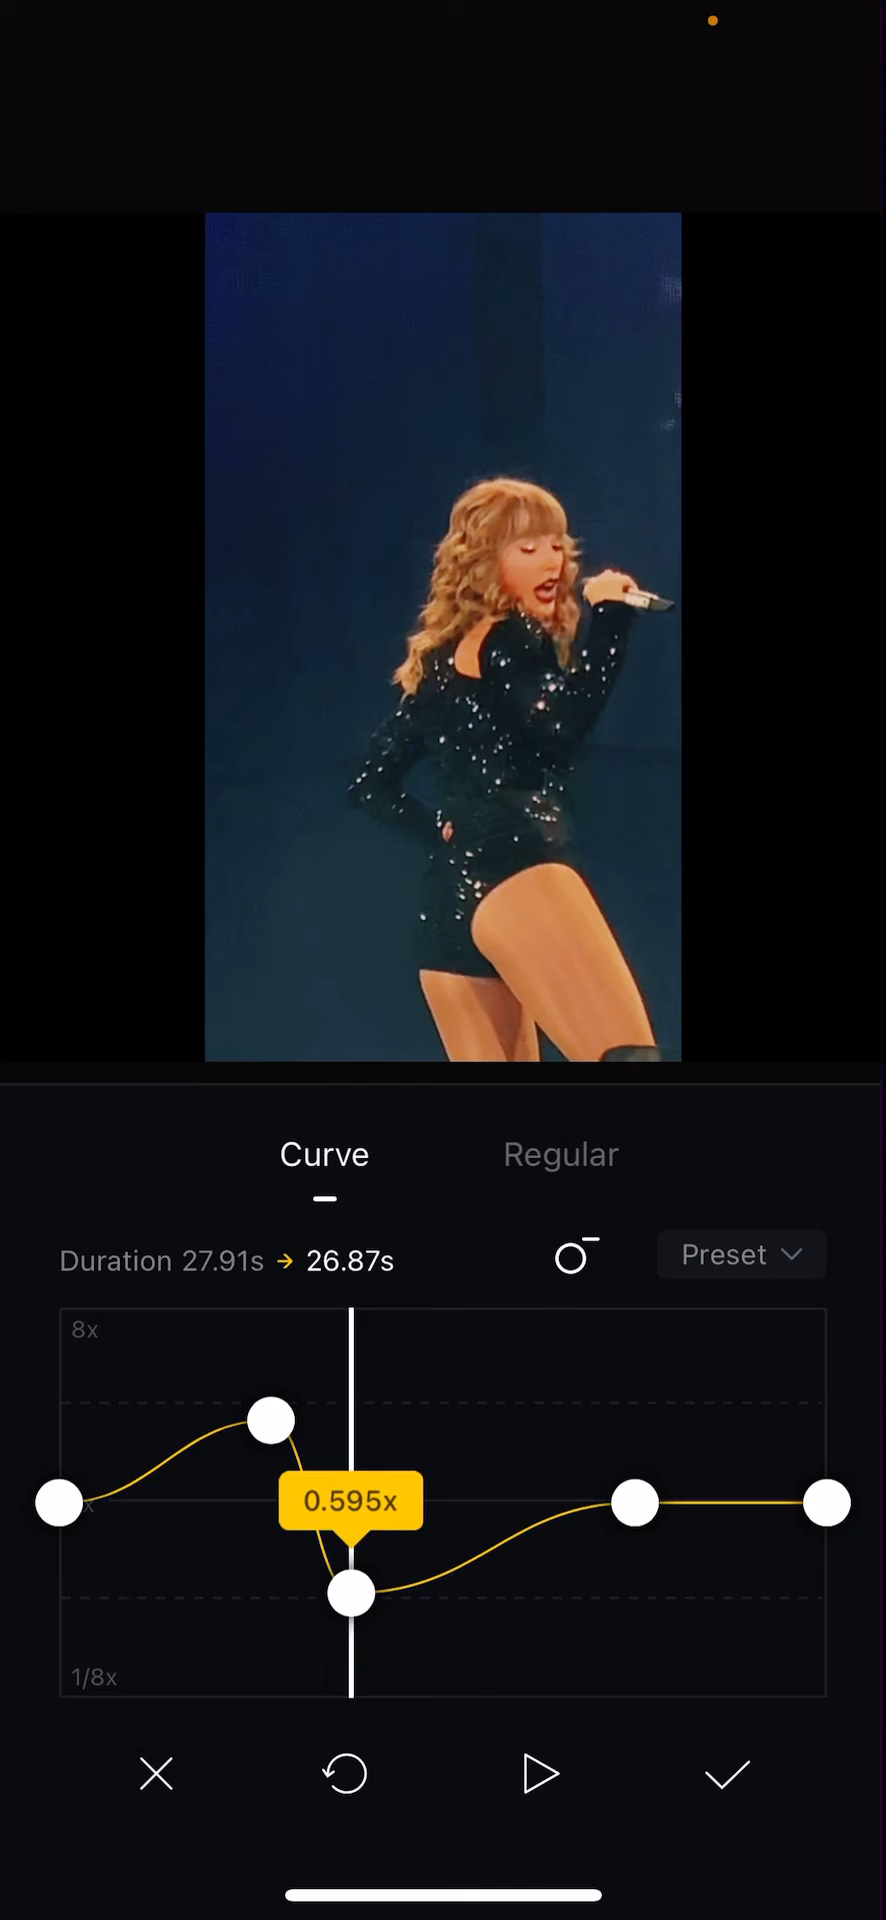 Curve Regular
Duration 27.91s → 26.87s Preset
8x
0.595x
x
1/8x